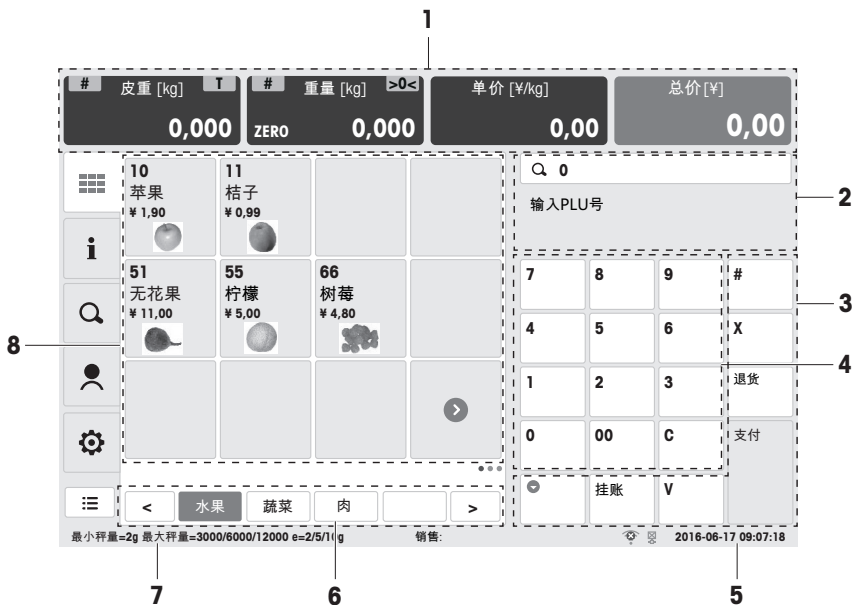 1
# 皮重 [kg] T
0,000
# 重量 [kg] >0<
ZERO 0,000
单价 [¥/kg]
0,00
总价[¥]
0,00
10
苹果
¥ 1,90
11
桔子
¥ 0,99
51
无花果
¥ 11,00
55
柠檬
¥ 5,00
66
树莓
¥ 4,80
i
8
0
输入PLU号
2
7 8 9 #
3
4 5 6 X
4
1 2 3 退货
0 00 C 支付
挂账 V
< 水果 蔬菜 肉 >
最小秤量=2g 最大秤量=3000/6000/12000 e=2/5/10g 销售: 2016-06-17 09:07:18
7 6 5